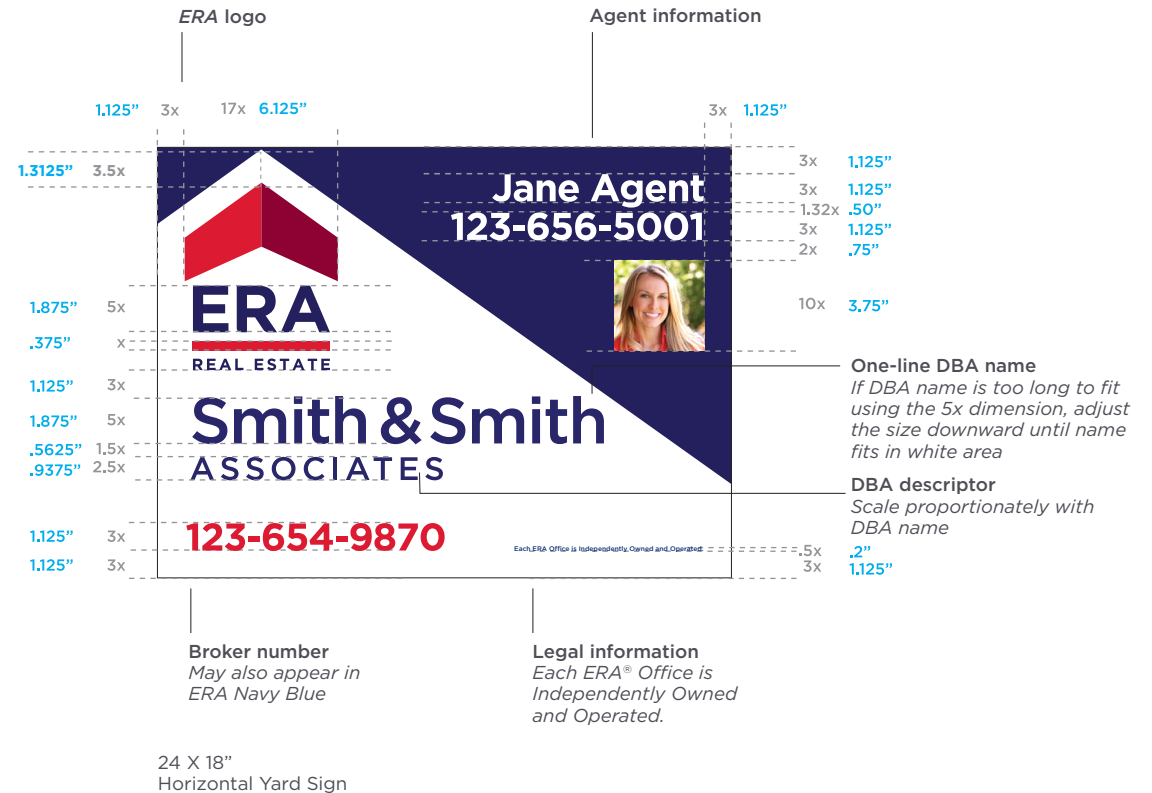 ERA logo
Agent information
1.125” 3x 17x 6.125” 3x 1.125”
1.3125” 3.5x
3x 1.125”
Jane Agent
3x 1.125”
1.32x .50”
123-656-5001
3x 1.125”
2x .75”
ERA
1.875” 5x
10x 3.75”
.375” x
REAL ESTATE
One-line DBA name
If DBA name is too long to fit
using the 5x dimension, adjust
the size downward until name
fits in white area
1.125” 3x
Smith & Smith
1.875” 5x
.5625” 1.5x
ASSOCIATES
.9375” 2.5x
DBA descriptor
Scale proportionately with
DBA name
1.125” 3x
123-654-9870
Each ERA Office is Independently Owned and Operated.
.5x .2”
1.125” 3x
3x 1.125”
Broker number
May also appear in
ERA Navy Blue
Legal information
Each ERA® Office is
Independently Owned
and Operated.
24 X 18”
Horizontal Yard Sign